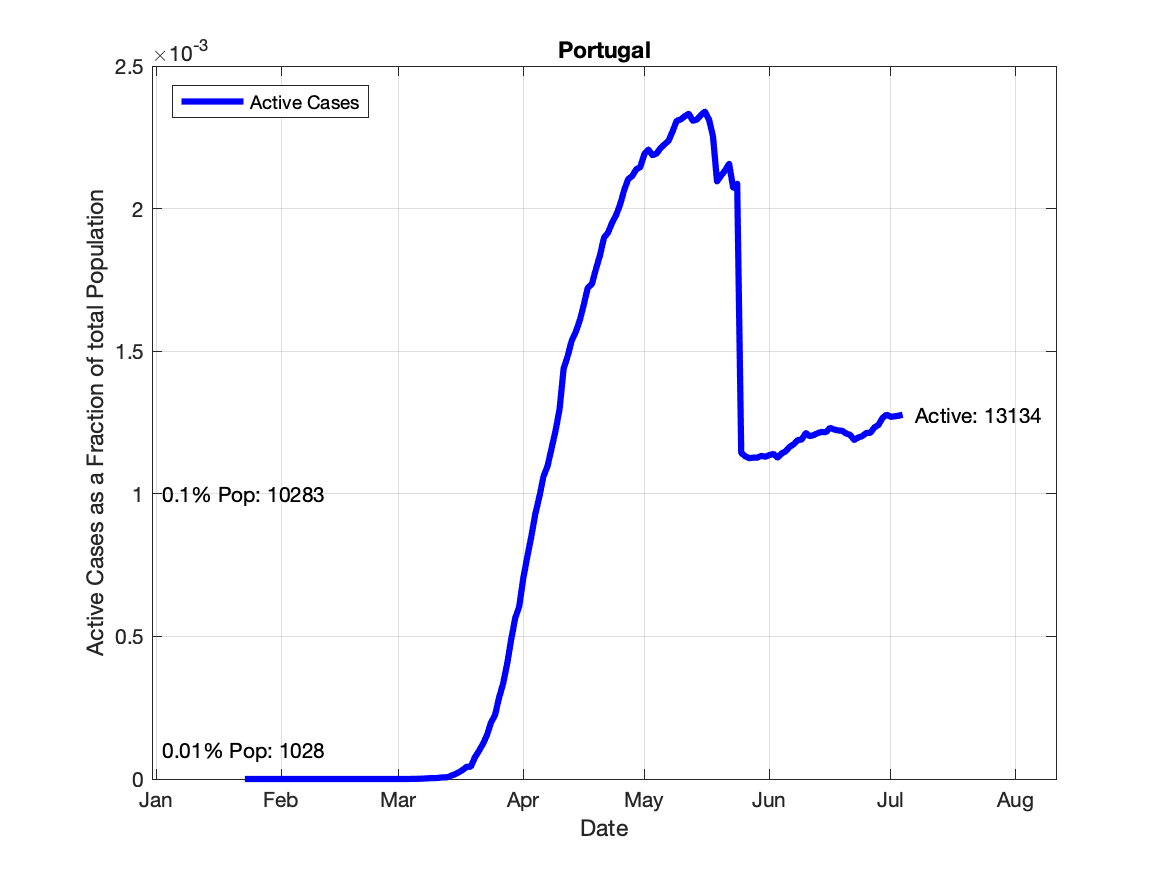 Portugal
×10-3
2.5
2
1.5
1
0.5
0
Active Cases as a Fraction of total Population
Active Cases
Active: 13134
0.1% Pop: 10283
0.01% Pop: 1028
Jan Feb Mar Apr May Jun Jul Aug
Date